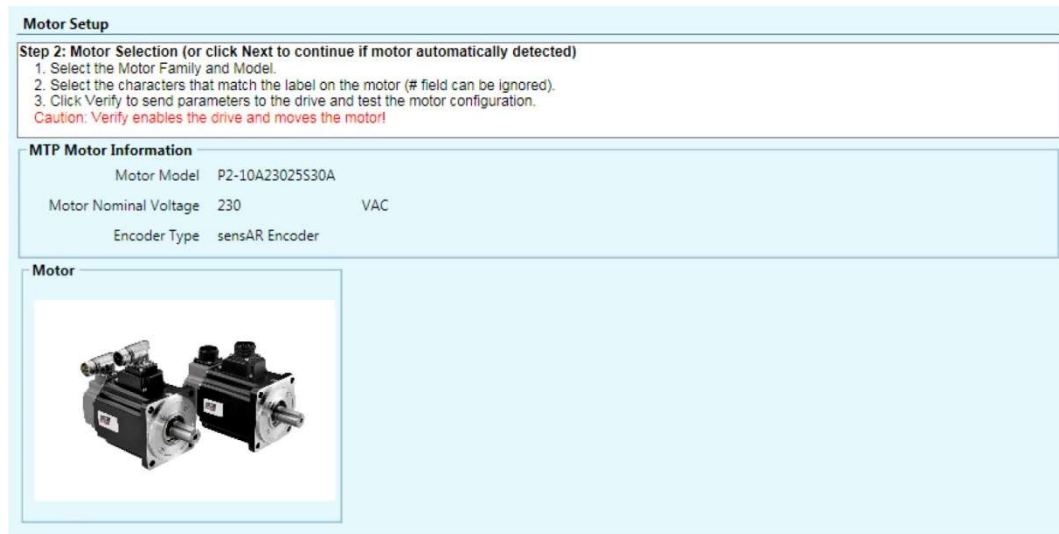 Motor Setup
Step 2: Motor Selection (or click Next to continue if motor automatically detected)
1. Select the Motor Family and Model.
2. Select the characters that match the label on the motor (# field can be ignored).
3. Click Verify to send parameters to the drive and test the motor configuration.
Caution: Verify enables the drive and moves the motor!
MTP Motor Information
Motor Model P2-10A23025S30A
Motor Nominal Voltage 230 VAC
Encoder Type sensAR Encoder
Motor